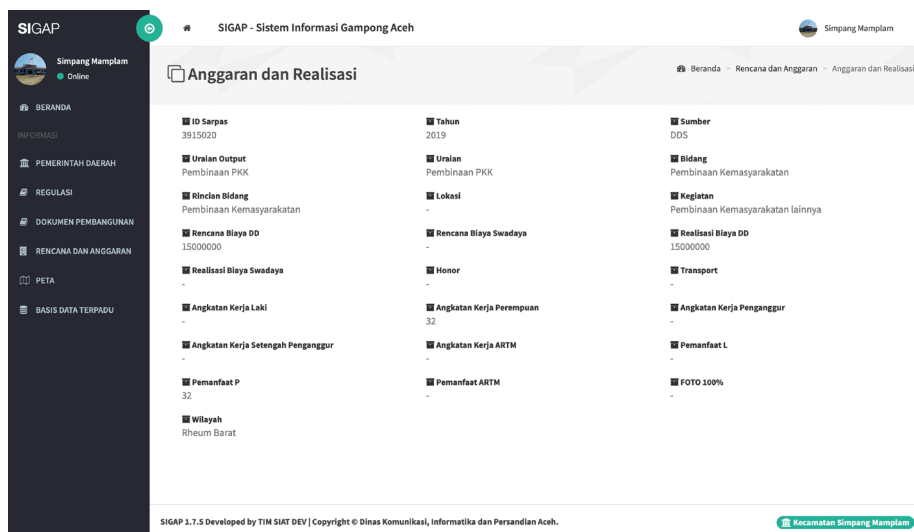 SIGAP
SIGAP - Sistem Informasi Gampong Aceh
Simpang Mamplam
Simpang Mamplam
Online
BERANDA
INFORMASI
PEMERINTAH DAERAH
REGULASI
DOKUMEN PEMBANGUNAN
RENCANA DAN ANGGARAN
PETA
BASIS DATA TERPADU
Anggaran dan Realisasi
Beranda > Rencana dan Anggaran > Anggaran dan Realisasi
ID Sarpas Tahun Sumber
3915020 2019 DDS
Uraian Output Uraian Bidang
Pembinaan PKK Pembinaan PKK Pembinaan Kemasyarakatan
Rincian Bidang Lokasi Kegiatan
Pembinaan Kemasyarakatan - Pembinaan Kemasyarakatan lainnya
Rencana Biaya DD Rencana Biaya Swadaya Realisasi Biaya DD
15000000 - 15000000
Realisasi Biaya Swadaya Honor Transport
- - -
Angkatan Kerja Laki Angkatan Kerja Perempuan Angkatan Kerja Penganggur
- 32 -
Angkatan Kerja Setengah Penganggur Angkatan Kerja ARTM Pemanfaat L
- - -
Pemanfaat P Pemanfaat ARTM FOTO 100%
32 - -
Wilayah
Rheum Barat
SIGAP 1.7.5 Developed by TIM SIAT DEV | Copyright © Dinas Komunikasi, Informatika dan Persandian Aceh.
Kecamatan Simpang Mamplam